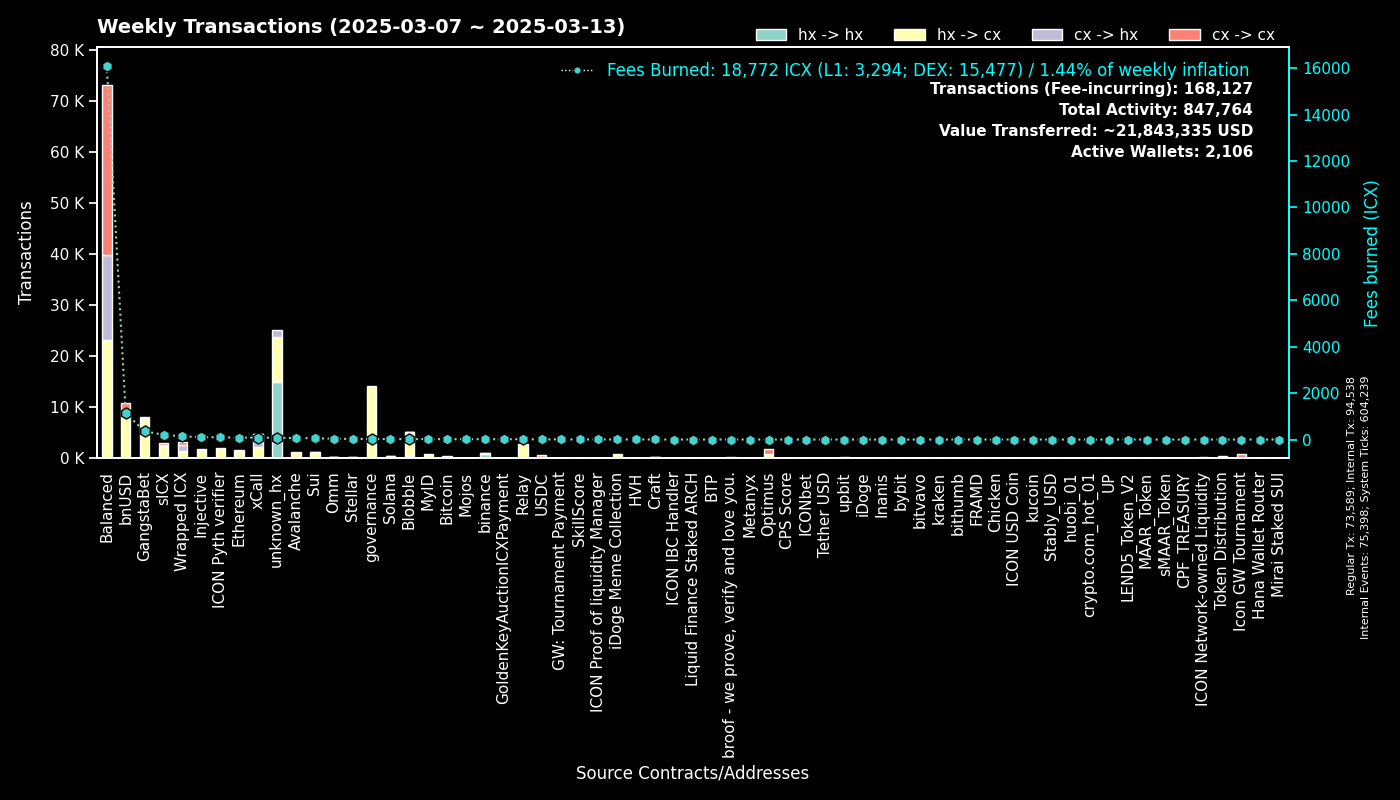 Weekly Transactions (2025-03-07 ~ 2025-03-13)
hx -> hx
hx -> cx
cx -> hx
cx -> cx
Fees Burned: 18,772 ICX (L1: 3,294; DEX: 15,477) / 1.44% of weekly inflation
Transactions (Fee-incurring): 168,127
Total Activity: 847,764
Value Transferred: ~21,843,335 USD
Active Wallets: 2,106
Transactions
80 K
70 K
60 K
50 K
40 K
30 K
20 K
10 K
0 K
16000
14000
12000
10000
8000
6000
4000
2000
0
Fees burned (ICX)
Regular Tx: 73,589; Internal Tx: 94,538
Internal Events: 75,398; System Ticks: 604,239
Balanced
bnUSD
GangstaBet
sICX
Wrapped ICX
Injective
ICON Pyth verifier
Ethereum
xCall
unknown_hx
Avalanche
Sui
Omm
Stellar
governance
Solana
Blobble
MyID
Bitcoin
Mojos
binance
GoldenKeyAuctionICXPayment
Relay
USDC
GW: Tournament Payment
SkillScore
ICON Proof of liquidity Manager
iDoge Meme Collection
HVH
Craft
ICON IBC Handler
Liquid Finance Staked ARCH
BTP
broof - we prove, verify and love you.
Metanyx
Optimus
CPS Score
ICONbet
Tether USD
upbit
iDoge
Inanis
bybit
bitvavo
kraken
bithumb
FRAMD
Chicken
ICON USD Coin
kucoin
Stably_USD
huobi_01
crypto.com_hot_01
UP
LEND5_Token_V2
MAAR_Token
sMAAR_Token
CPF_TREASURY
ICON Network-owned Liquidity
Token Distribution
Icon GW Tournament
Hana Wallet Router
Mirai Staked SUI
Source Contracts/Addresses